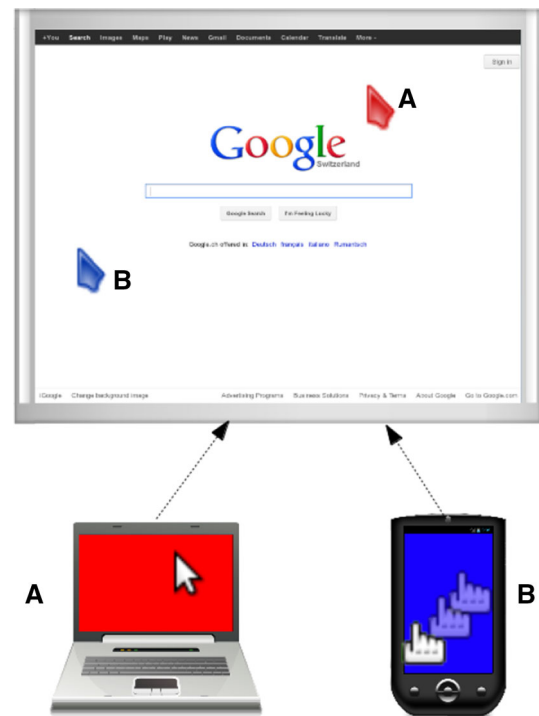 +You Search Images Maps Play News Gmail Documents Calendar Translate More -
Sign in
A
Google
Switzerland
Google Search I'm Feeling Lucky
Google.ch offered in: Deutsch français italiano Rumantsch
B
iGoogle Change background image Advertising Programs Business Solutions Privacy & Terms About Google Go to Google.com
A
B